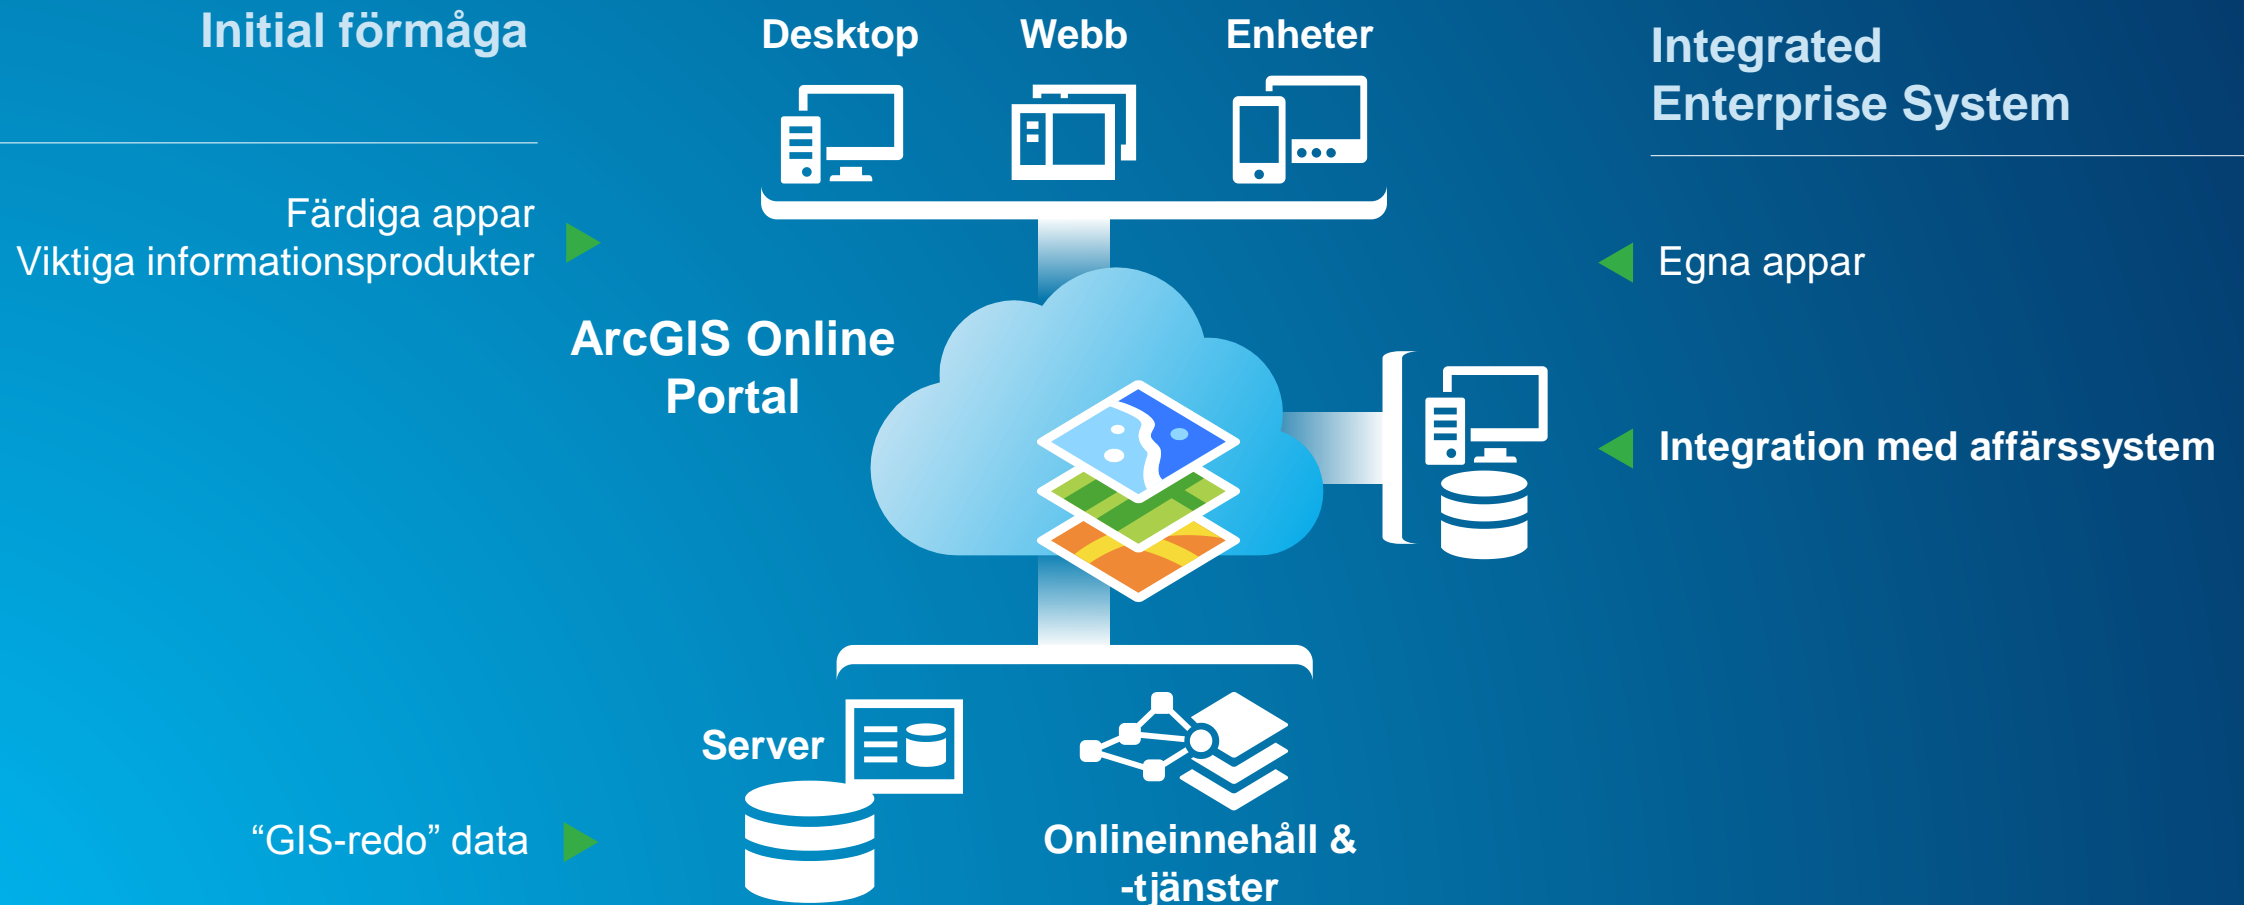 Initial förmåga
Desktop
Webb
Enheter
Integrated
Enterprise System
Färdiga appar
Viktiga informationsprodukter
Egna appar
ArcGIS Online
Portal
Integration med affärssystem
Server
“GIS-redo” data
Onlineinnehåll &
-tjänster